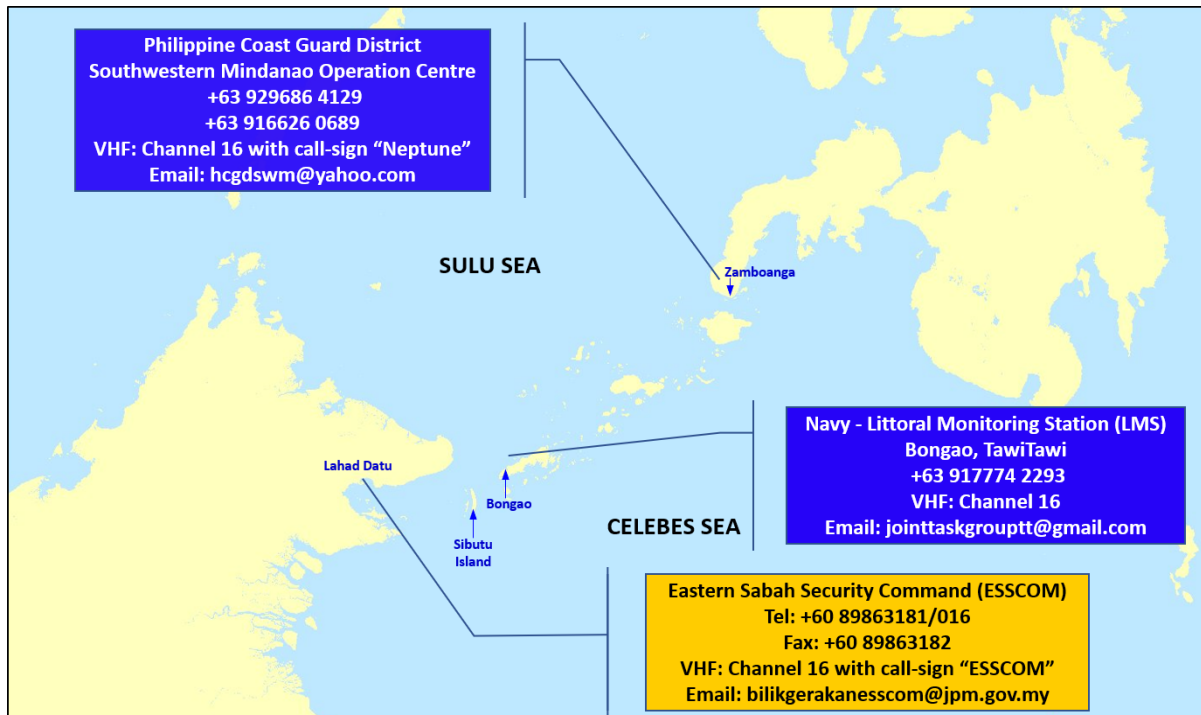 Philippine Coast Guard District
Southwestern Mindanao Operation Centre
+63 929686 4129
+63 916626 0689
VHF: Channel 16 with call-sign “Neptune”
Email: hcgdswm@yahoo.com
SULU SEA
Zamboanga
Navy - Littoral Monitoring Station (LMS)
Bongao, TawiTawi
+63 917774 2293
VHF: Channel 16
Email: jointtaskgrouptt@gmail.com
Lahad Datu
Bongao
CELEBES SEA
Sibutu
Island
Eastern Sabah Security Command (ESSCOM)
Tel: +60 89863181/016
Fax: +60 89863182
VHF: Channel 16 with call-sign “ESSCOM”
Email: bilikgerakanesscom@jpm.gov.my